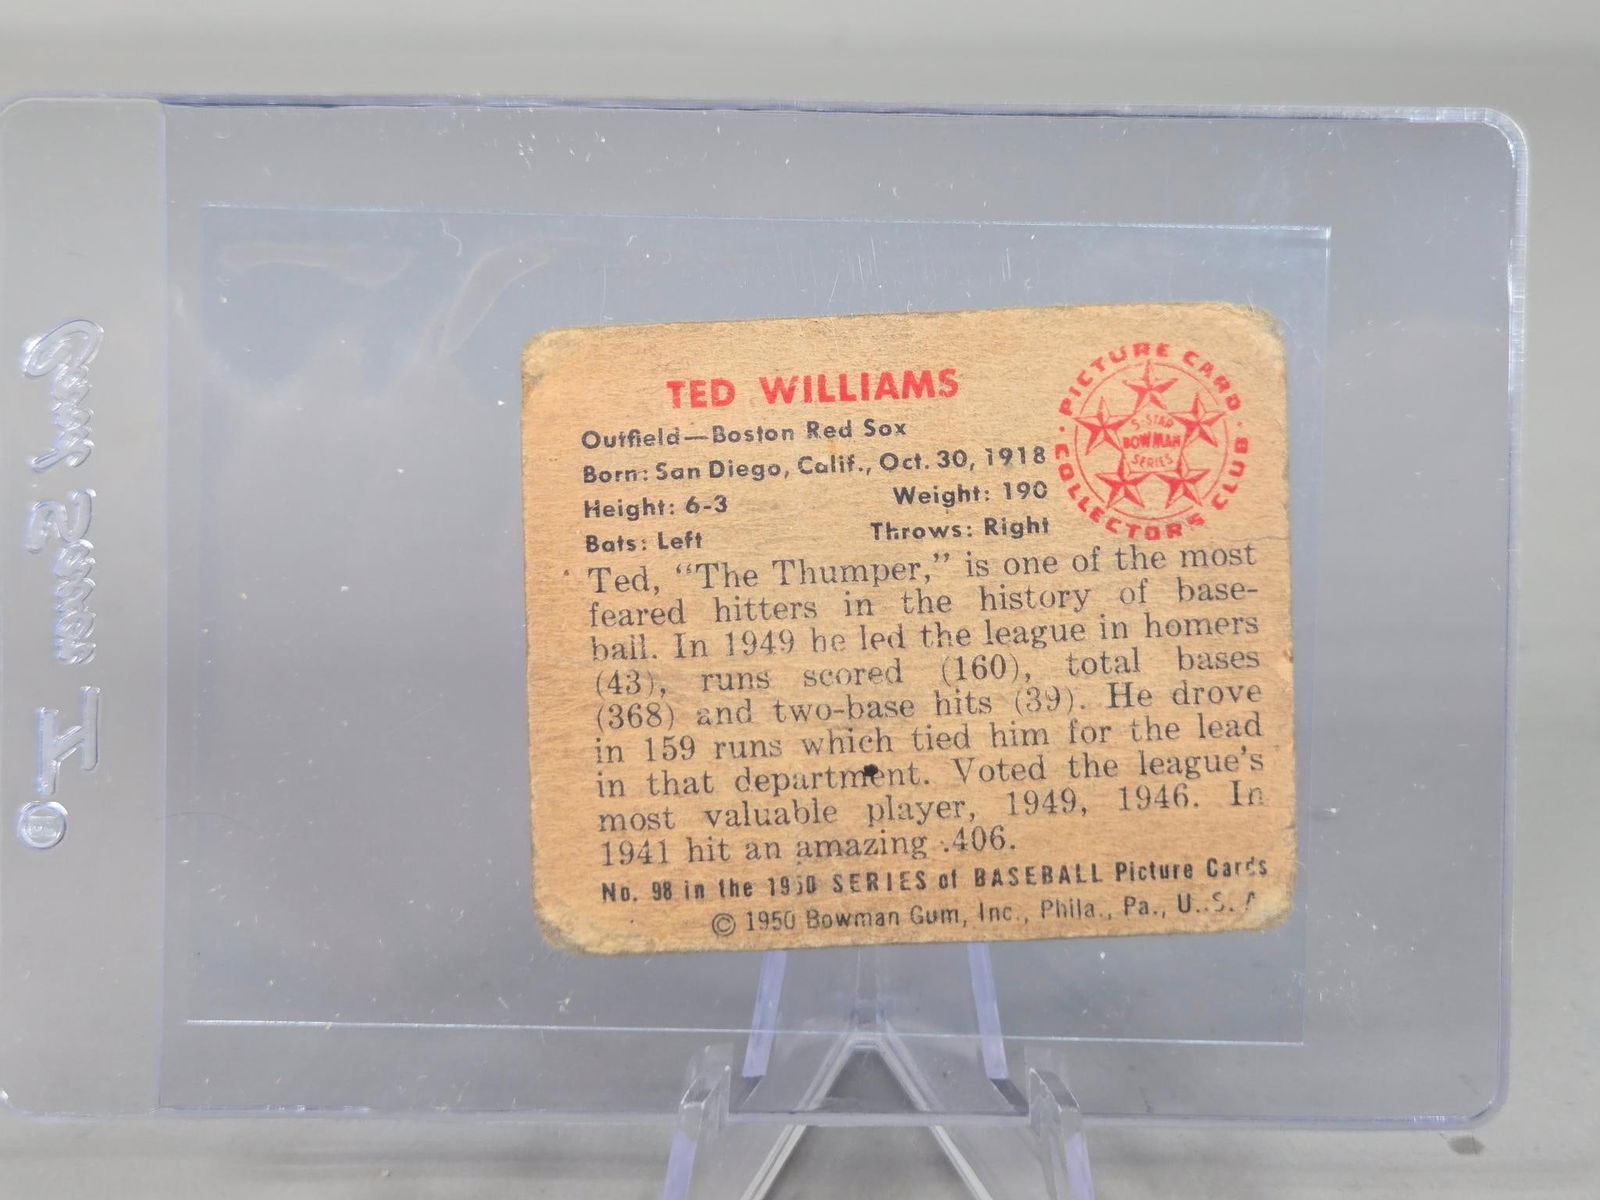 TED WILLIAMS
Outfield—Boston Red Sox
Born: San Diego, Calif., Oct. 30, 1918
Height: 6-3 Weight: 190
Bats: Left Throws: Right
PICTURE CARD COLLECTOR'S CLUB
5-STAR
BOWMAN
SERIES
Ted, “The Thumper,” is one of the most
feared hitters in the history of base-
ball. In 1949 he led the league in homers
(43), runs scored (160), total bases
(368) and two-base hits (39). He drove
in 159 runs which tied him for the lead
in that department. Voted the league's
most valuable player, 1949, 1946. In
1941 hit an amazing .406.
No. 98 in the 1950 SERIES of BASEBALL Picture Cards
© 1950 Bowman Gum, Inc., Phila., Pa., U. S. A
Card Saver I